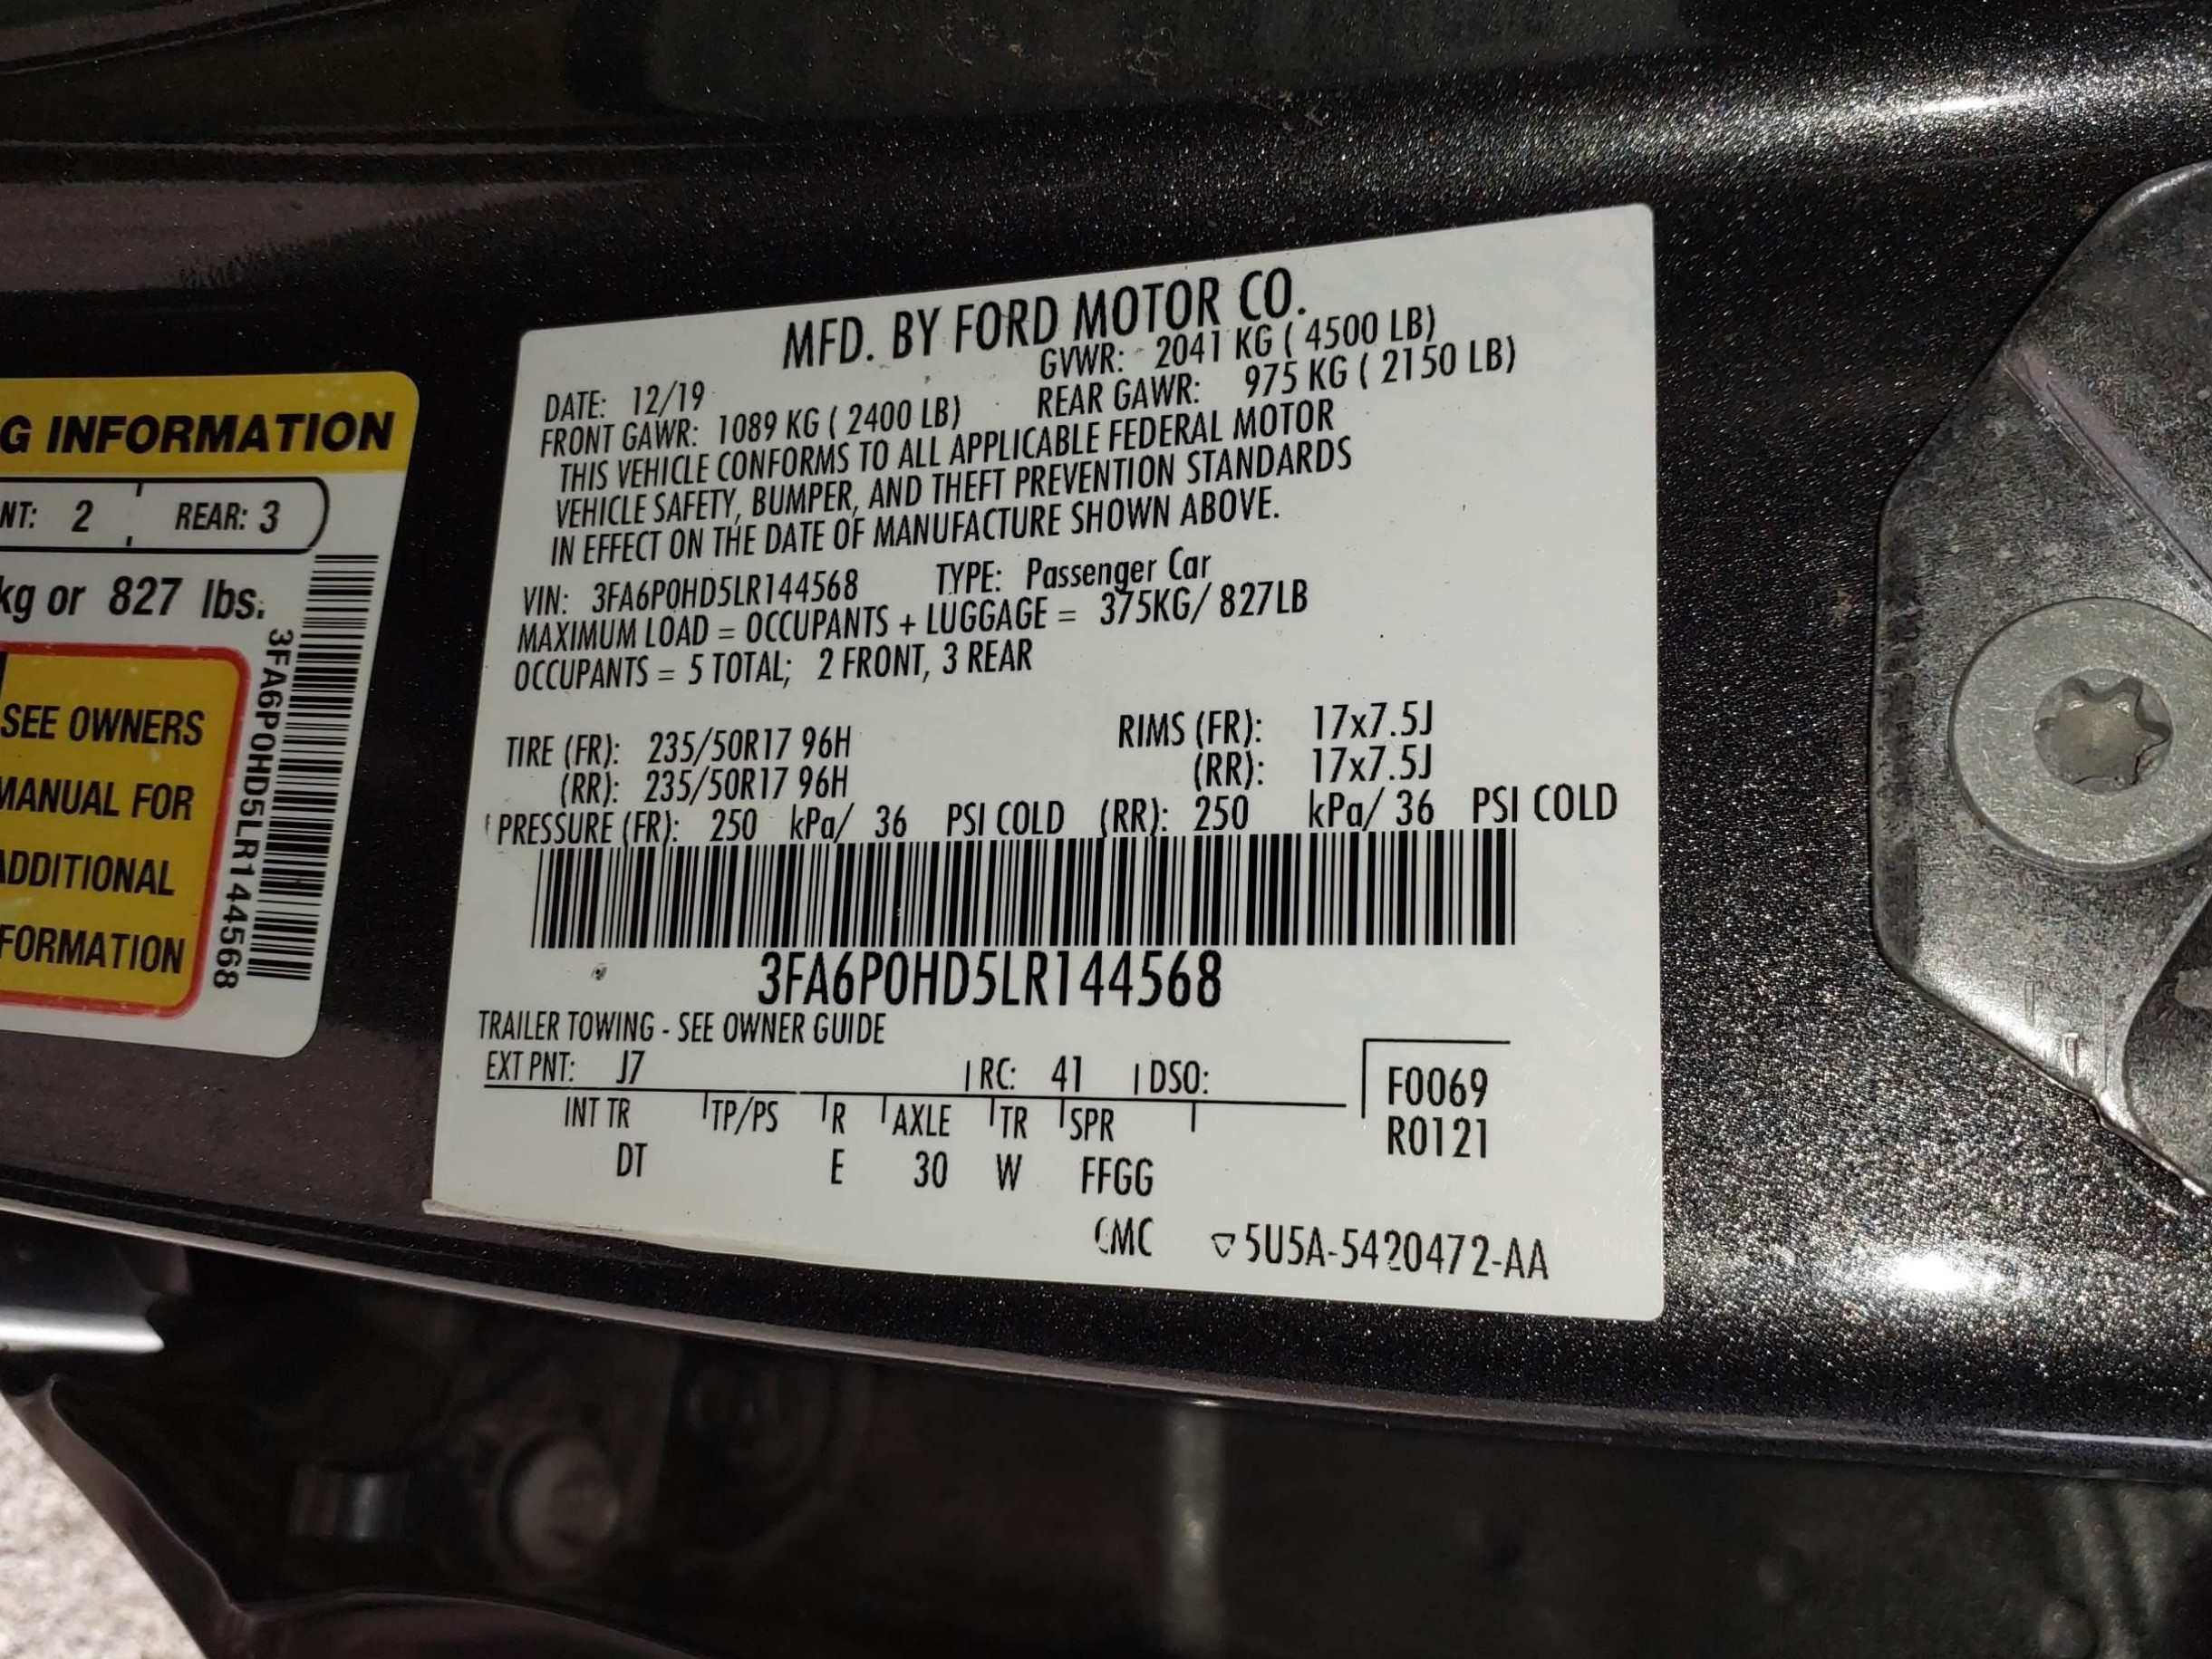 G INFORMATION
NT: 2 REAR: 3
kg or 827 lbs.
SEE OWNERS
MANUAL FOR
ADDITIONAL
FORMATION
3FA6P0HD5LR144568
MFD. BY FORD MOTOR CO.
DATE: 12/19 GVWR: 2041 KG ( 4500 LB)
FRONT GAWR: 1089 KG ( 2400 LB) REAR GAWR: 975 KG ( 2150 LB)
THIS VEHICLE CONFORMS TO ALL APPLICABLE FEDERAL MOTOR
VEHICLE SAFETY, BUMPER, AND THEFT PREVENTION STANDARDS
IN EFFECT ON THE DATE OF MANUFACTURE SHOWN ABOVE.
VIN: 3FA6P0HD5LR144568 TYPE: Passenger Car
MAXIMUM LOAD = OCCUPANTS + LUGGAGE = 375KG/ 827LB
OCCUPANTS = 5 TOTAL; 2 FRONT, 3 REAR
TIRE (FR): 235/50R17 96H RIMS (FR): 17x7.5J
(RR): 235/50R17 96H (RR): 17x7.5J
PRESSURE (FR): 250 kPa/ 36 PSI COLD (RR): 250 kPa/ 36 PSI COLD
3FA6P0HD5LR144568
TRAILER TOWING - SEE OWNER GUIDE
EXT PNT: J7 RC: 41 DSO: F0069
INT TR TP/PS R AXLE TR SPR R0121
DT E 30 W FFGG
CMC ▽5U5A-5420472-AA